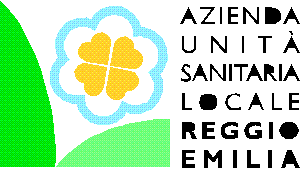 AZIENDA
UNITÀ
SANITARIA
LOCALE
REGGIO
EMILIA